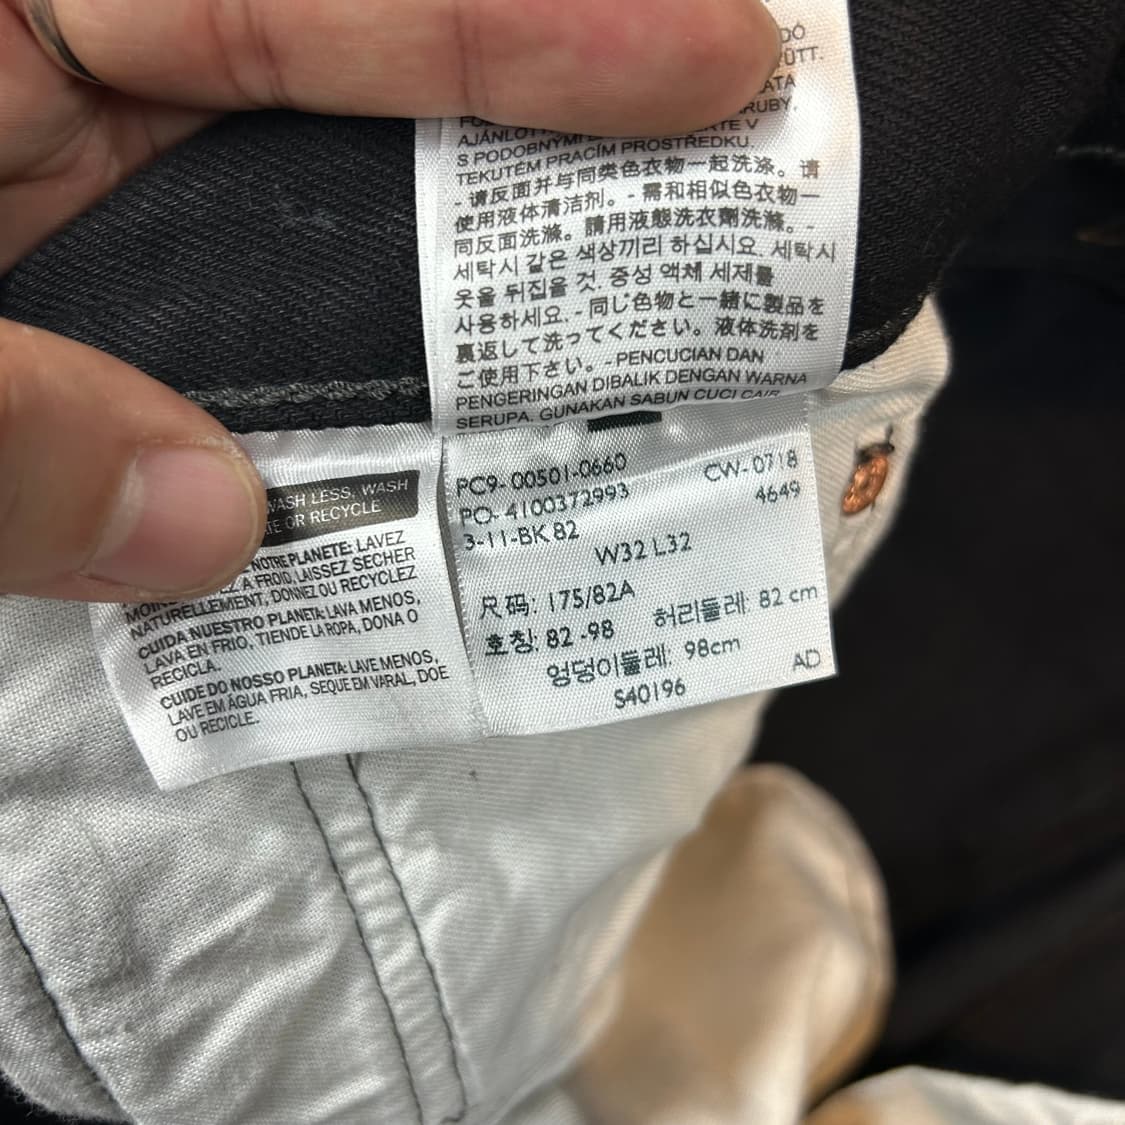 DÓ
ÜTT.
ATA
RUBY,
S PODOBNÝMI
TEKUTÉM PRACÍM PROSTŘEDKU.
- 请反面并与同类色衣物一起洗涤。请
使用液体清洁剂。- 需和相似色衣物一
同反面洗滌。請用液態洗衣劑洗滌。-
세탁시 같은 색상끼리 하십시요. 세탁시
옷을 뒤집을 것. 중성 액체 세제를
사용하세요. - 同じ色物と一緒に製品を
裏返して洗ってください。液体洗剤を
ご使用下さい。- PENCUCIAN DAN
PENGERINGAN DIBALIK DENGAN WARNA
SERUPA. GUNAKAN SABUN CUCI CAIR
WASH LESS, WASH
OR RECYCLE
NOTRE PLANETE: LAVEZ
A FROID, LAISSEZ SECHER
NATURELLEMENT, DONNEZ OU RECYCLEZ
CUIDA NUESTRO PLANETA: LAVA MENOS,
LAVA EN FRIO, TIENDE LA ROPA, DONA O
RECICLA.
CUIDE DO NOSSO PLANETA: LAVE MENOS,
LAVE EM ÁGUA FRIA, SEQUE EM VARAL, DOE
OU RECICLE.
PC9- 00501-0660 CW- 0718
PO- 4100372993 4649
3-11-BK 82
W32 L32
尺码: 175/82A
호칭: 82 -98 허리둘레: 82 cm
엉덩이둘레: 98cm
S40196 AD